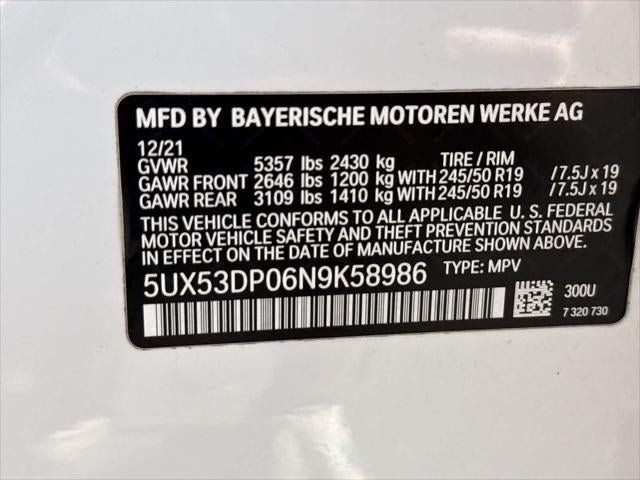 MFD BY BAYERISCHE MOTOREN WERKE AG
12/21
GVWR 5357 lbs 2430 kg TIRE / RIM
GAWR FRONT 2646 lbs 1200 kg WITH 245/50 R19 / 7.5J x 19
GAWR REAR 3109 lbs 1410 kg WITH 245/50 R19 / 7.5J x 19
THIS VEHICLE CONFORMS TO ALL APPLICABLE U. S. FEDERAL
MOTOR VEHICLE SAFETY AND THEFT PREVENTION STANDARDS
IN EFFECT ON THE DATE OF MANUFACTURE SHOWN ABOVE.
5UX53DP06N9K58986 TYPE: MPV
300U
7 320 730